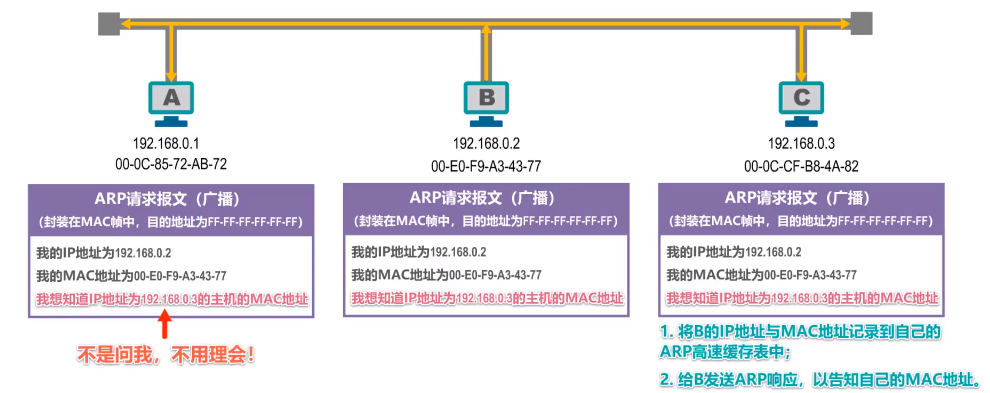 A
B
C
192.168.0.1
00-0C-85-72-AB-72
192.168.0.2
00-E0-F9-A3-43-77
192.168.0.3
00-0C-CF-B8-4A-82
ARP请求报文（广播）
(封装在MAC帧中，目的地址为FF-FF-FF-FF-FF-FF)
我的IP地址为192.168.0.2
我的MAC地址为00-E0-F9-A3-43-77
我想知道IP地址为192.168.0.3的主机的MAC地址
不是问我，不用理会！
ARP请求报文（广播）
(封装在MAC帧中，目的地址为FF-FF-FF-FF-FF-FF)
我的IP地址为192.168.0.2
我的MAC地址为00-E0-F9-A3-43-77
我想知道IP地址为192.168.0.3的主机的MAC地址
ARP请求报文（广播）
(封装在MAC帧中，目的地址为FF-FF-FF-FF-FF-FF)
我的IP地址为192.168.0.2
我的MAC地址为00-E0-F9-A3-43-77
我想知道IP地址为192.168.0.3的主机的MAC地址
1. 将B的IP地址与MAC地址记录到自己的
ARP高速缓存表中；
2. 给B发送ARP响应，以告知自己的MAC地址。